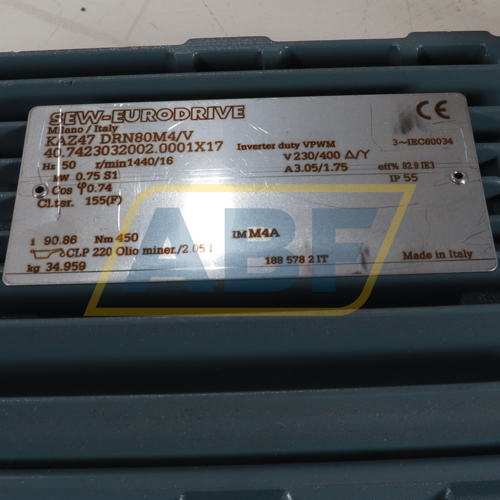 SEW-EURODRIVE
Milano / Italy
KAZ47 DRN80M4/V
40.7423032002.0001X17 Inverter duty VPWM 3~IEC60034
Hz 50 r/min1440/16 V 230/400 Δ/Y
kW 0.75 S1 A 3.05/1.75 eff% 82.9 IE3
Cos φ 0.74 IP 55
Cl.ter. 155(F)
i 90.86 Nm 450 IM M4A
CLP 220 Olio miner./2.05 l 188 578 2 IT Made in Italy
kg 34.959
CE
ABF